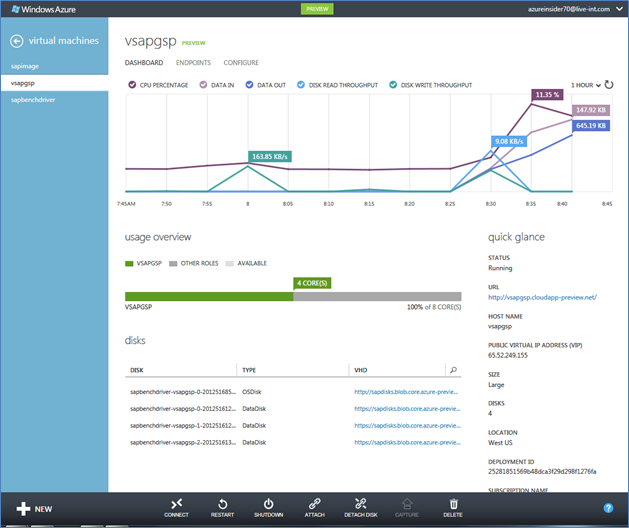 Windows Azure
PREVIEW
azureinsider70@live-int.com
virtual machines
sapimage
vsapgsp
sapbenchdriver
vsapgsp PREVIEW
DASHBOARD ENDPOINTS CONFIGURE
CPU PERCENTAGE DATA IN DATA OUT DISK READ THROUGHPUT DISK WRITE THROUGHPUT 1 HOUR
11.35 %
147.92 KB
645.19 KB
9.08 KB/s
163.85 KB/s
7:45AM 7:50 7:55 8 8:05 8:10 8:15 8:20 8:25 8:30 8:35 8:40 8:45
usage overview
VSAPGSP OTHER ROLES AVAILABLE
4 CORE(S)
VSAPGSP 100% of 8 CORE(S)
disks
DISK TYPE VHD
sapbenchdriver-vsapgsp-0-201251685... OSDisk http://sapdisks.blob.core.azure-previe...
sapbenchdriver-vsapgsp-0-201251612... DataDisk https://sapdisks.blob.core.azure-previe...
sapbenchdriver-vsapgsp-1-201251612... DataDisk https://sapdisks.blob.core.azure-previe...
sapbenchdriver-vsapgsp-2-201251613... DataDisk https://sapdisks.blob.core.azure-previe...
quick glance
STATUS
Running
URL
http://vsapgsp.cloudapp-preview.net/
HOST NAME
vsapgsp
PUBLIC VIRTUAL IP ADDRESS (VIP)
65.52.249.155
SIZE
Large
DISKS
4
LOCATION
West US
DEPLOYMENT ID
25281851569b48dca3f29d298f1276fa
SUBSCRIPTION NAME
NEW
CONNECT RESTART SHUTDOWN ATTACH DETACH DISK CAPTURE DELETE
?